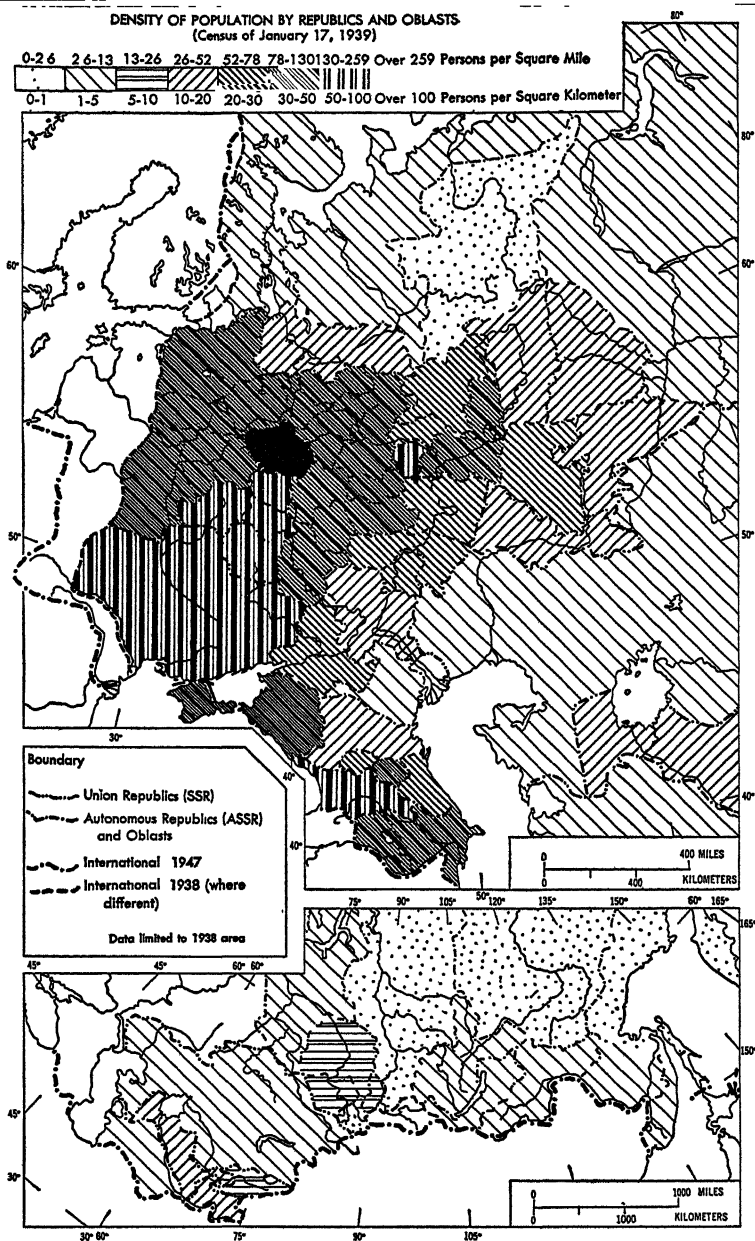 DENSITY OF POPULATION BY REPUBLICS AND OBLASTS
(Census of January 17, 1939)
0-2 6 2 6-13 13-26 26-52 52-78 78-130 130-259 Over 259 Persons per Square Mile
0-1 1-5 5-10 10-20 20-30 30-50 50-100 Over 100 Persons per Square Kilometer
80°
80°
60°
60°
50°
50°
30°
40°
40°
40°
Boundary
Union Republics (SSR)
Autonomous Republics (ASSR)
and Oblasts
International 1947
International 1938 (where
different)
Data limited to 1938 area
0 400 MILES
0 400 KILOMETERS
50°
75° 90° 105° 120° 135° 150° 60° 165°
165°
45° 45° 60° 60°
150°
45°
30°
0 1000 MILES
0 1000 KILOMETERS
30° 60° 75° 90° 105°